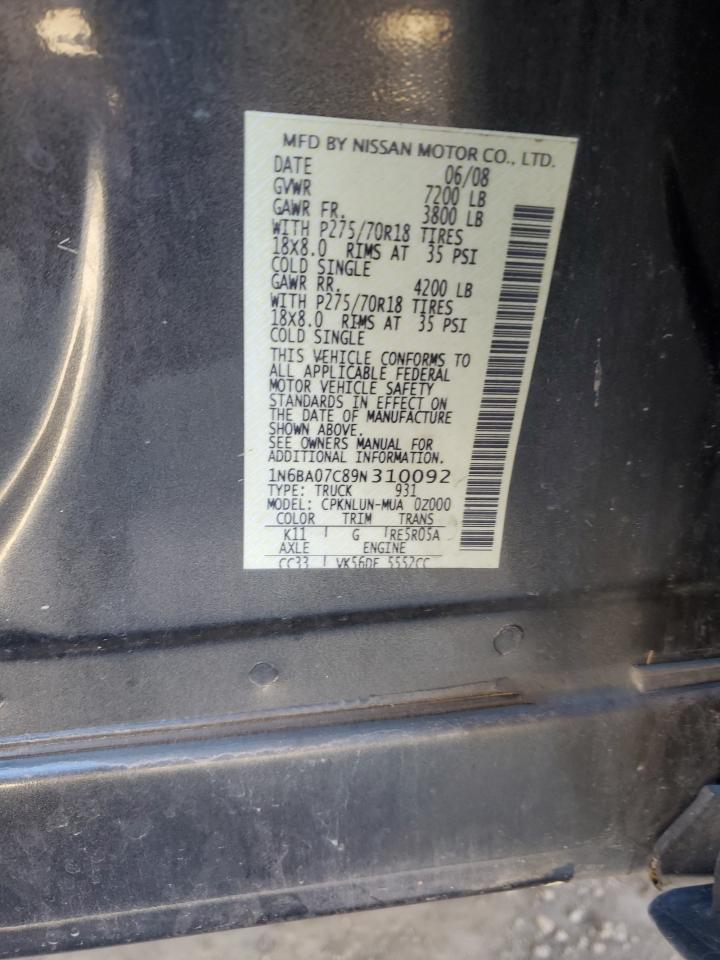 MFD BY NISSAN MOTOR CO., LTD.
DATE 06/08
GVWR 7200 LB
GAWR FR. 3800 LB
WITH P275/70R18 TIRES
18X8.0 RIMS AT 35 PSI
COLD SINGLE
GAWR RR. 4200 LB
WITH P275/70R18 TIRES
18X8.0 RIMS AT 35 PSI
COLD SINGLE
THIS VEHICLE CONFORMS TO
ALL APPLICABLE FEDERAL
MOTOR VEHICLE SAFETY
STANDARDS IN EFFECT ON
THE DATE OF MANUFACTURE
SHOWN ABOVE.
SEE OWNERS MANUAL FOR
ADDITIONAL INFORMATION.
1N6BA07C89N310092
TYPE: TRUCK 931
MODEL: CPKNLUN-MUA 0Z000
COLOR TRIM TRANS
K11 G RE5R05A
AXLE ENGINE
CC33 VK56DE 5552CC